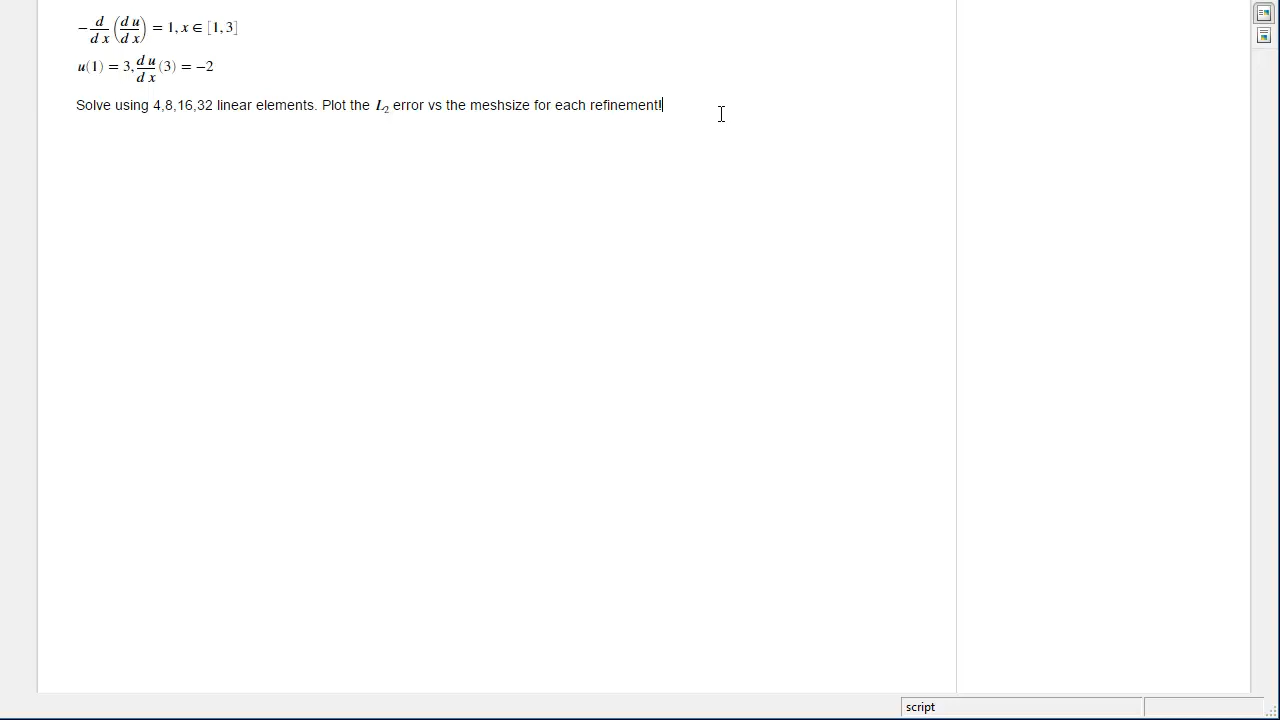 −d/dx(du/dx) = 1, x ∈ [1,3]
u(1) = 3, du/dx(3) = −2
Solve using 4,8,16,32 linear elements. Plot the L₂ error vs the meshsize for each refinement!
script